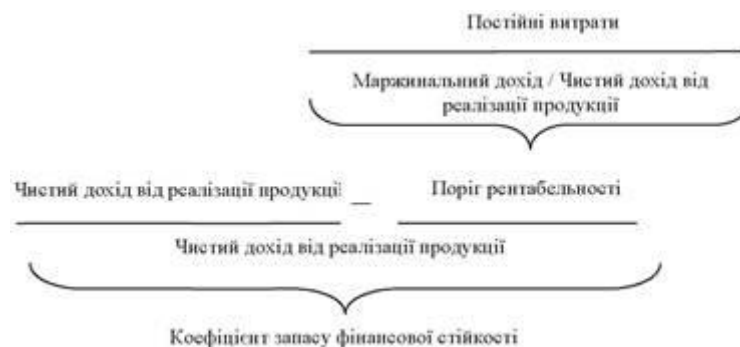 Постійні витрати
Маржинальний дохід / Чистий дохід від
реалізації продукції
Чистий дохід від реалізації продукції — Поріг рентабельності
Чистий дохід від реалізації продукції
Коефіцієнт запасу фінансової стійкості